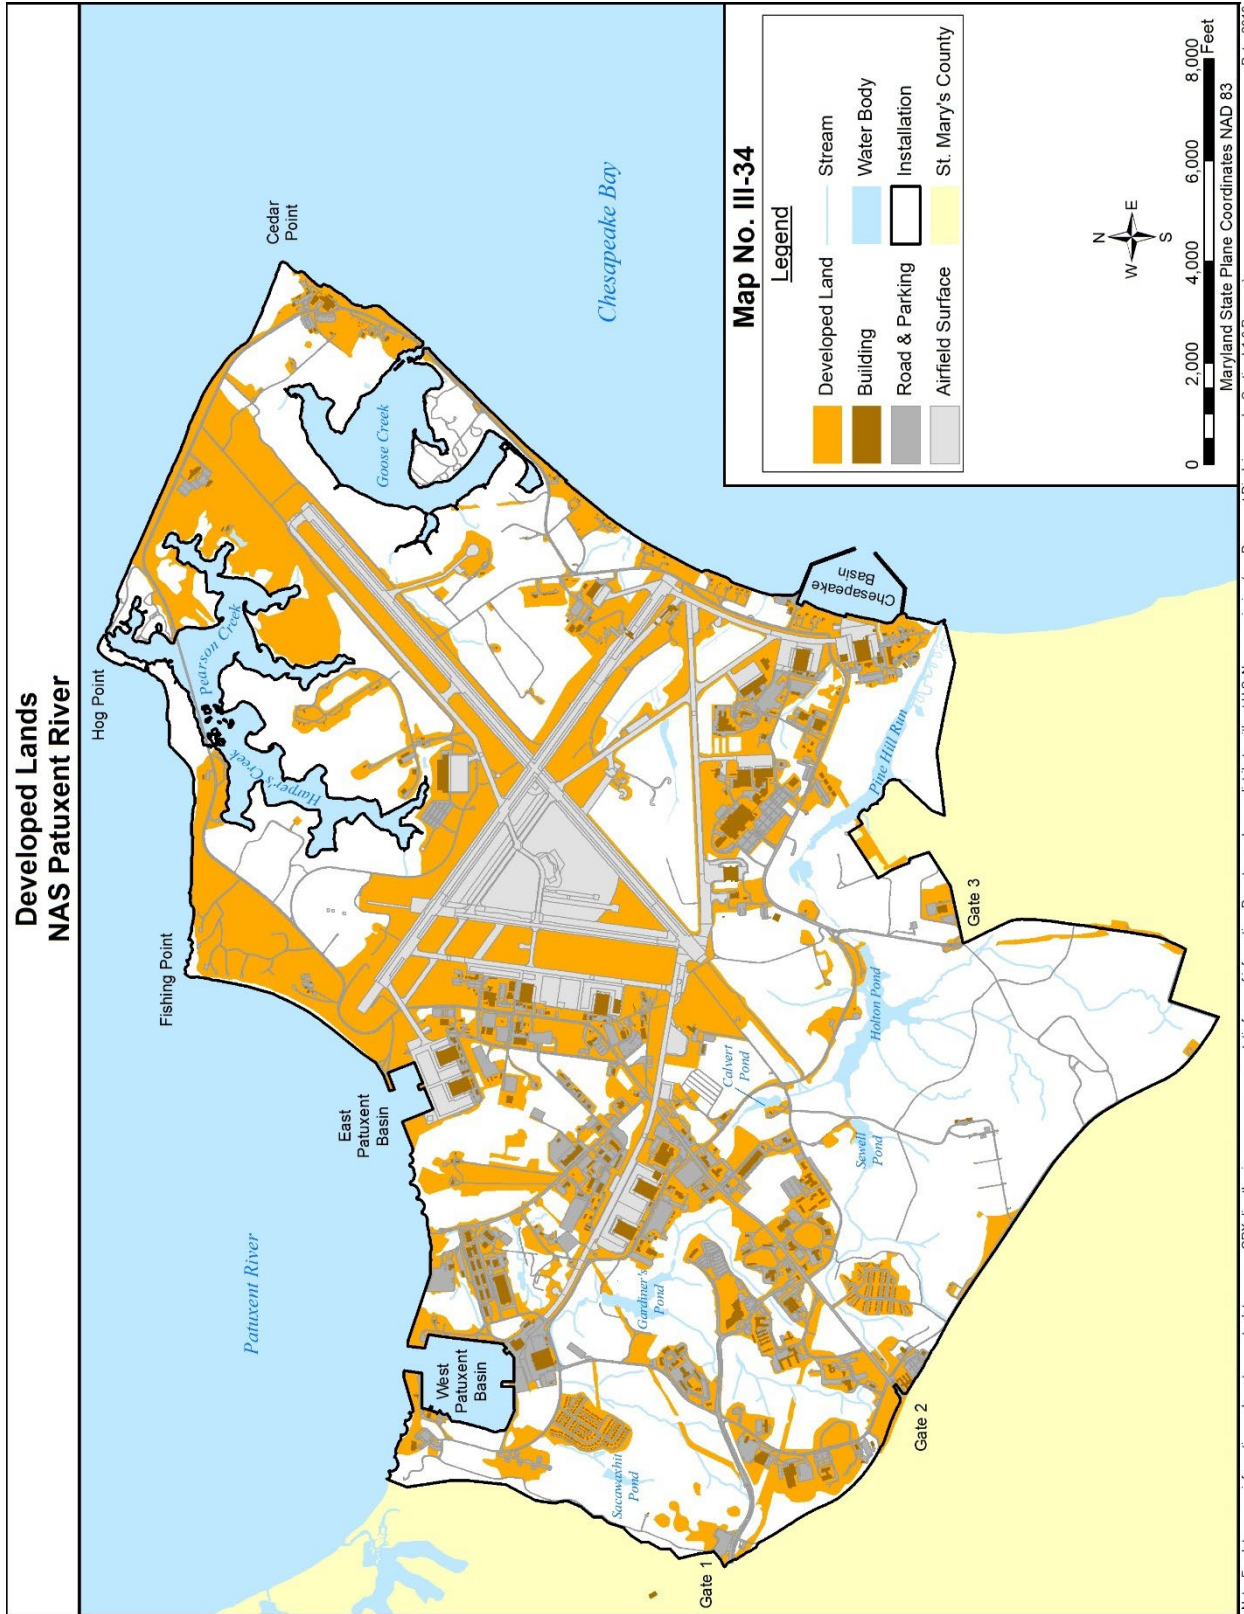 Developed Lands
NAS Patuxent River
Hog Point
Cedar
Point
Fishing Point
Pearson Creek
Harper's Creek
Goose Creek
Chesapeake Bay
Patuxent River
East
Patuxent
Basin
West
Patuxent
Basin
Chesapeake
Basin
Pine Hill Run
Holton Pond
Calvert
Pond
Sewell
Pond
Gardiner's
Pond
Sacawaxhit
Pond
Gate 1
Gate 2
Gate 3
Map No. III-34
Legend
Developed Land
Building
Road & Parking
Airfield Surface
Stream
Water Body
Installation
St. Mary's County
N
W
E
S
0
2,000
4,000
6,000
8,000
Feet
Maryland State Plane Coordinates NAD 83